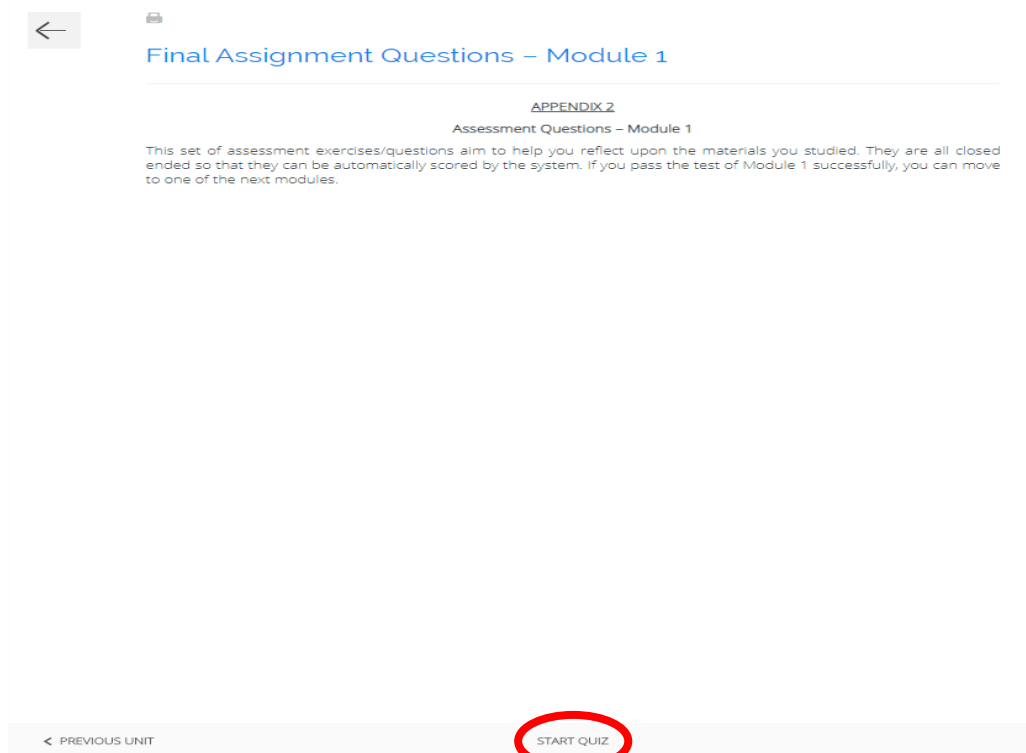 Final Assignment Questions – Module 1
APPENDIX 2
Assessment Questions – Module 1
This set of assessment exercises/questions aim to help you reflect upon the materials you studied. They are all closed
ended so that they can be automatically scored by the system. If you pass the test of Module 1 successfully, you can move
to one of the next modules.
< PREVIOUS UNIT
START QUIZ